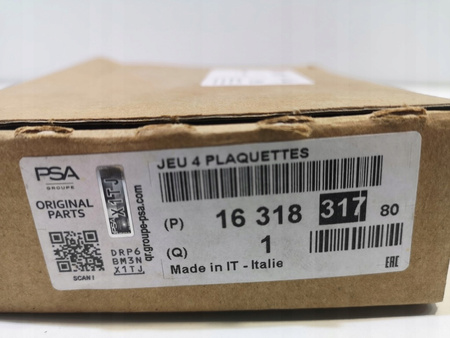 JEU 4 PLAQUETTES
PSA
GROUPE
ORIGINAL
PARTS
X1TJ
qr.groupe-psa.com
(P) 16 318 317 80
DRP6
BM3N
X1TJ
(Q) 1
SCAN !
Made in IT - Italie
EAC